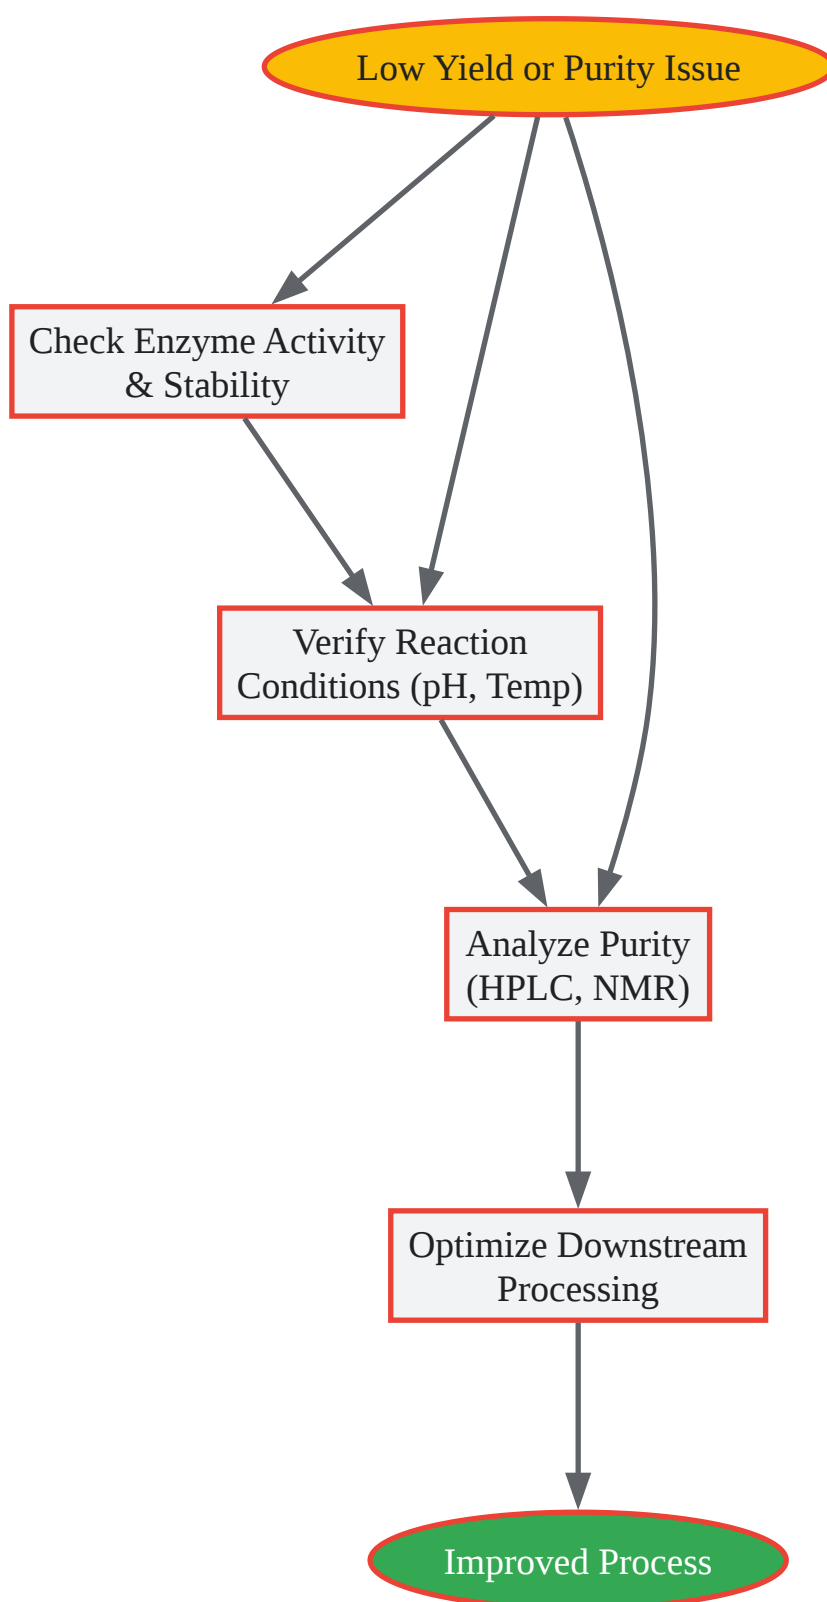 Low Yield or Purity Issue
Check Enzyme Activity
& Stability
Verify Reaction
Conditions (pH, Temp)
Analyze Purity
(HPLC, NMR)
Optimize Downstream
Processing
Improved Process